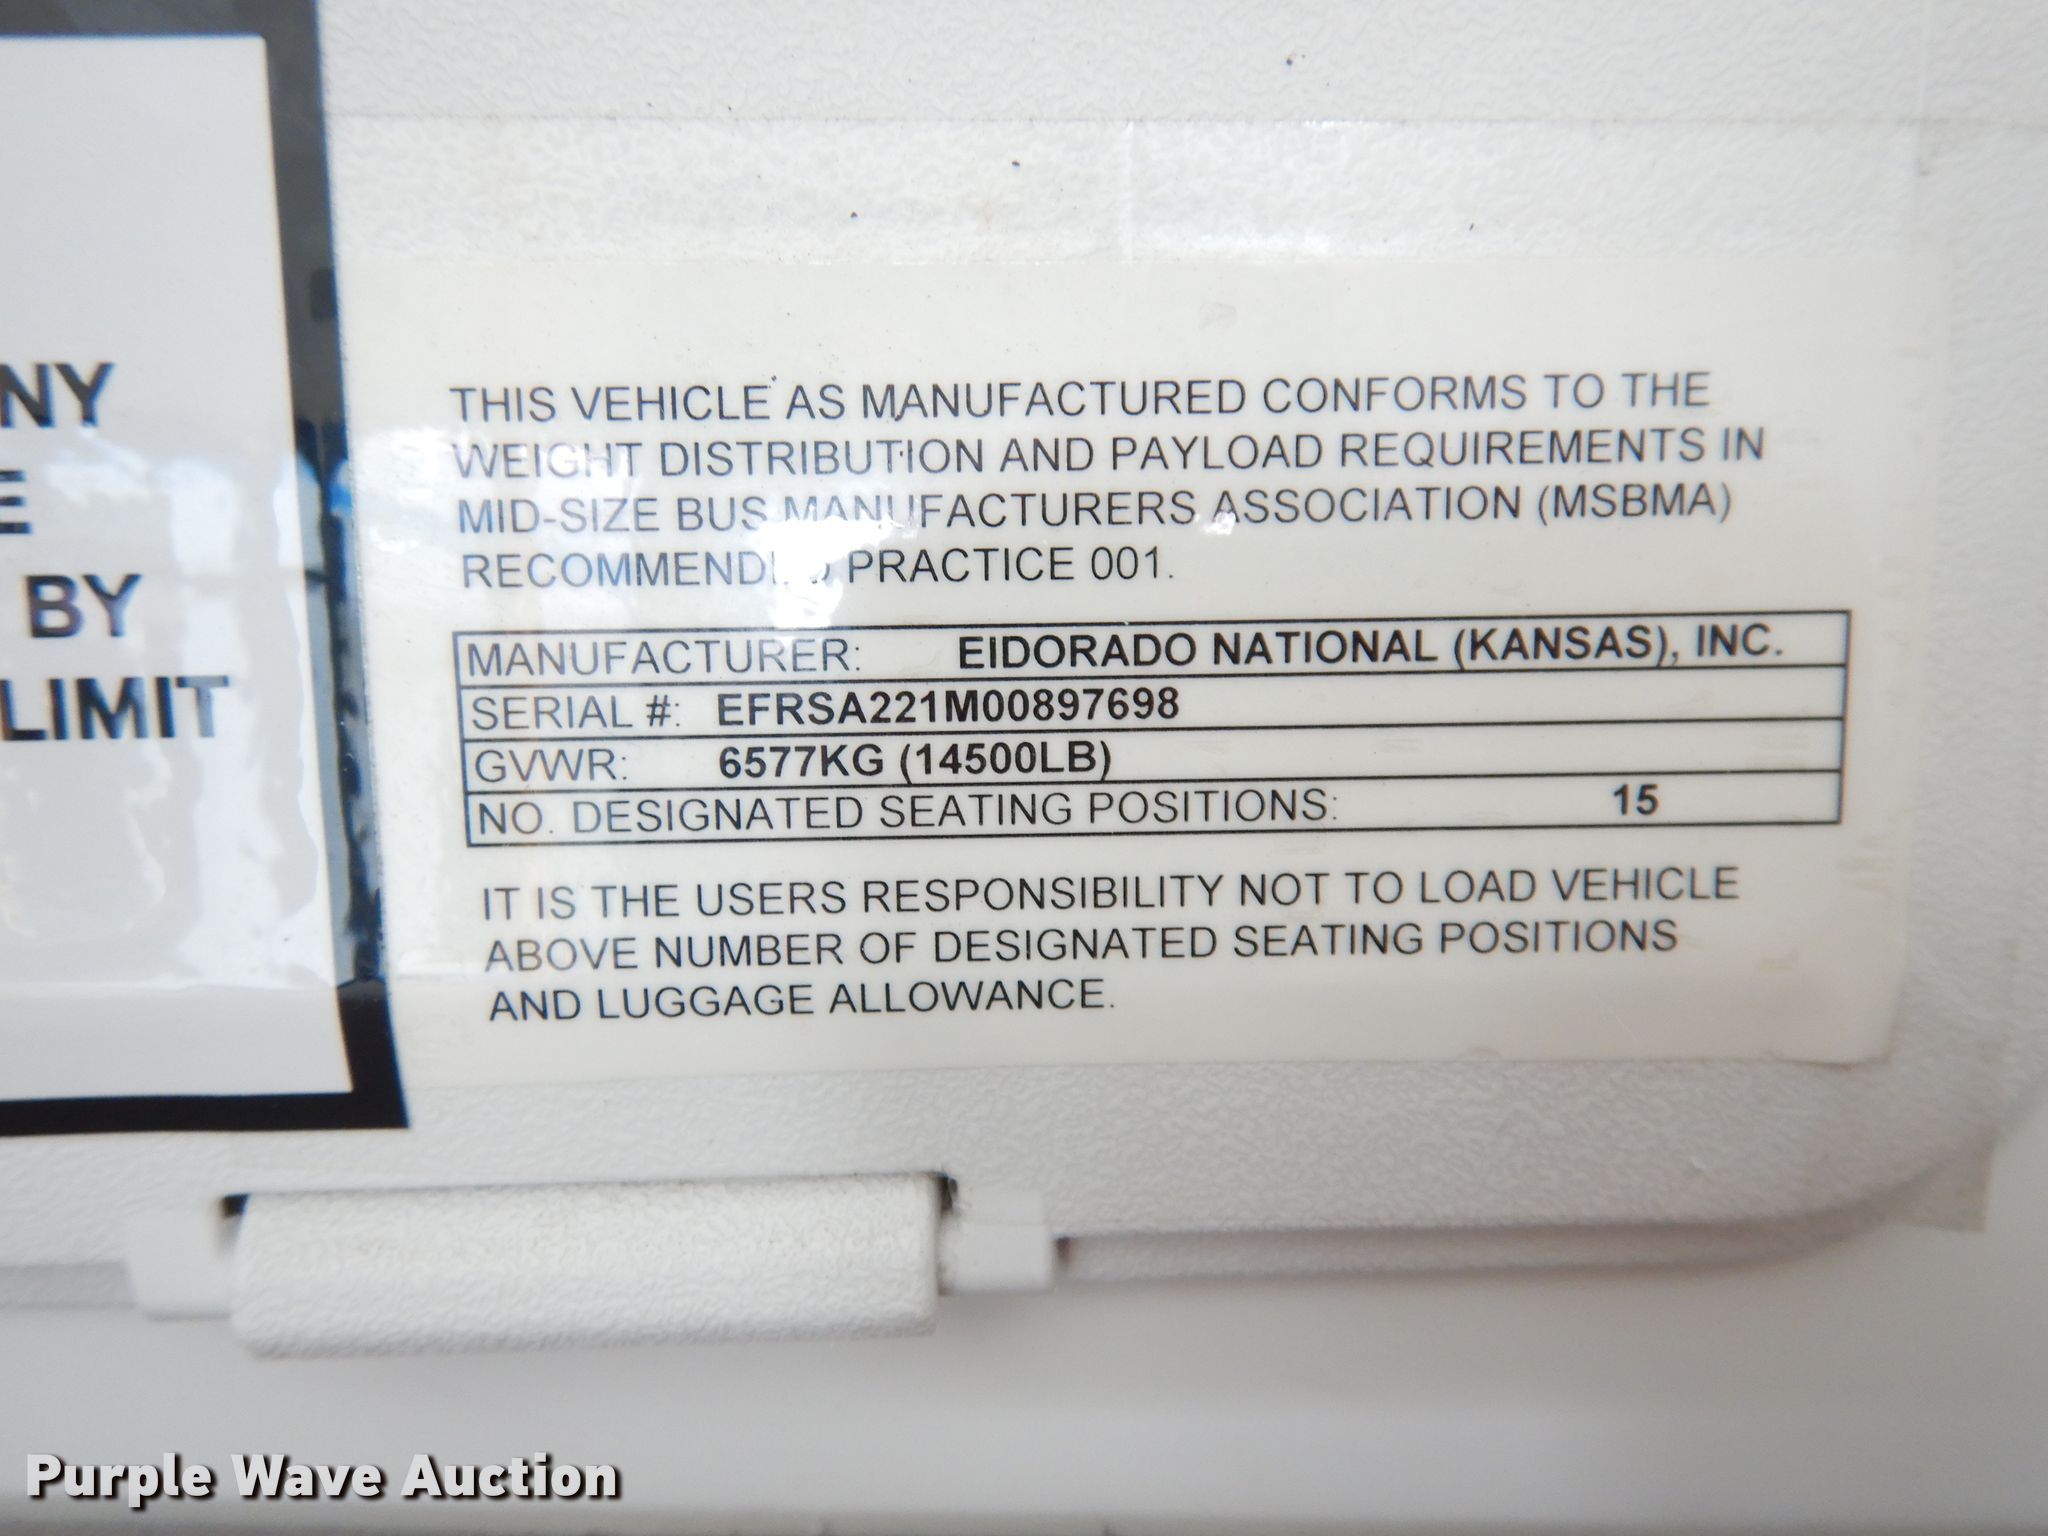 NY
E
BY
LIMIT
THIS VEHICLE AS MANUFACTURED CONFORMS TO THE
WEIGHT DISTRIBUTION AND PAYLOAD REQUIREMENTS IN
MID-SIZE BUS MANUFACTURERS ASSOCIATION (MSBMA)
RECOMMENDED PRACTICE 001.
MANUFACTURER: EIDORADO NATIONAL (KANSAS), INC.
SERIAL #: EFRSA221M00897698
GVWR: 6577KG (14500LB)
NO. DESIGNATED SEATING POSITIONS: 15
IT IS THE USERS RESPONSIBILITY NOT TO LOAD VEHICLE
ABOVE NUMBER OF DESIGNATED SEATING POSITIONS
AND LUGGAGE ALLOWANCE.
Purple Wave Auction